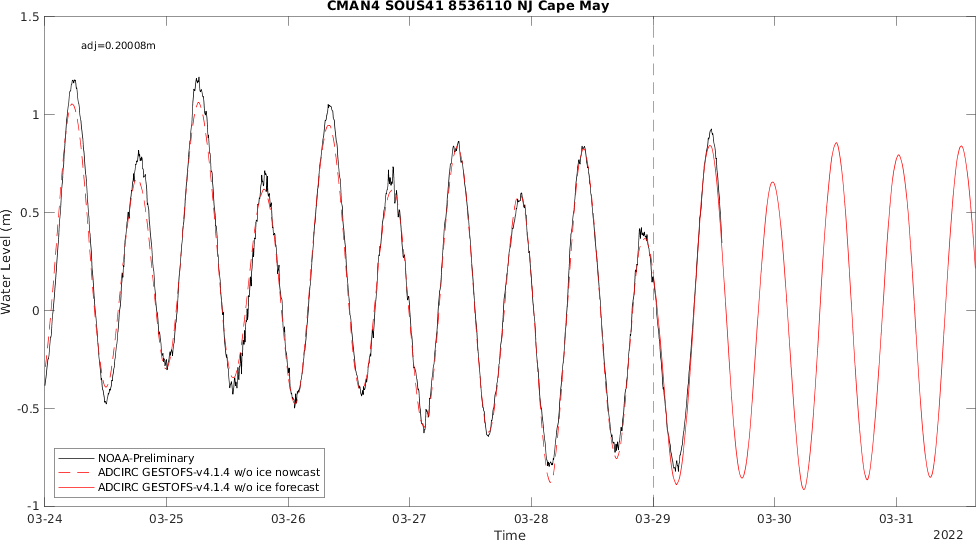 CMAN4 SOUS41 8536110 NJ Cape May
adj=0.20008m
1.5
1
0.5
0
-0.5
-1
Water Level (m)
NOAA-Preliminary
ADCIRC GESTOFS-v4.1.4 w/o ice nowcast
ADCIRC GESTOFS-v4.1.4 w/o ice forecast
03-24 03-25 03-26 03-27 03-28 03-29 03-30 03-31
Time
2022